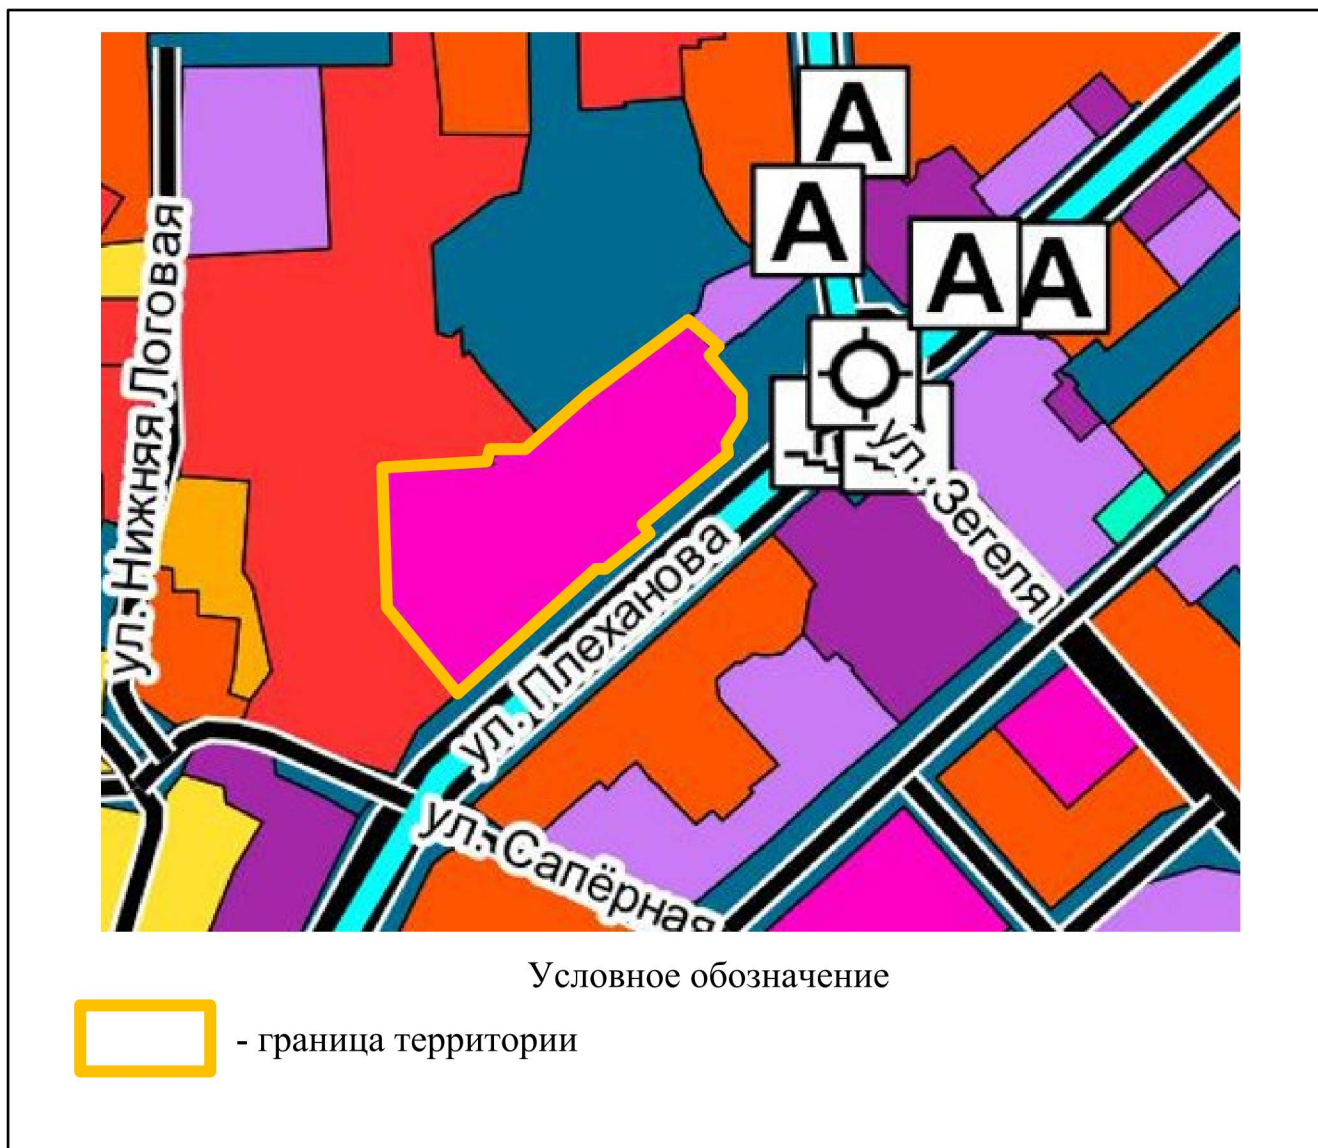 А
А
А
А
ул. Нижняя Логовая
ул. Зегеля
ул. Плеханова
ул. Сапёрная
Условное обозначение
- граница территории